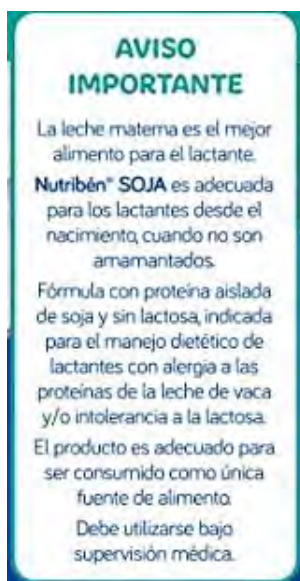 AVISO
IMPORTANTE
La leche materna es el mejor
alimento para el lactante.
Nutribén® SOJA es adecuada
para los lactantes desde el
nacimiento, cuando no son
amamantados.
Fórmula con proteína aislada
de soja y sin lactosa, indicada
para el manejo dietético de
lactantes con alergia a las
proteínas de la leche de vaca
y/o intolerancia a la lactosa.
El producto es adecuado para
ser consumido como única
fuente de alimento.
Debe utilizarse bajo
supervisión médica.